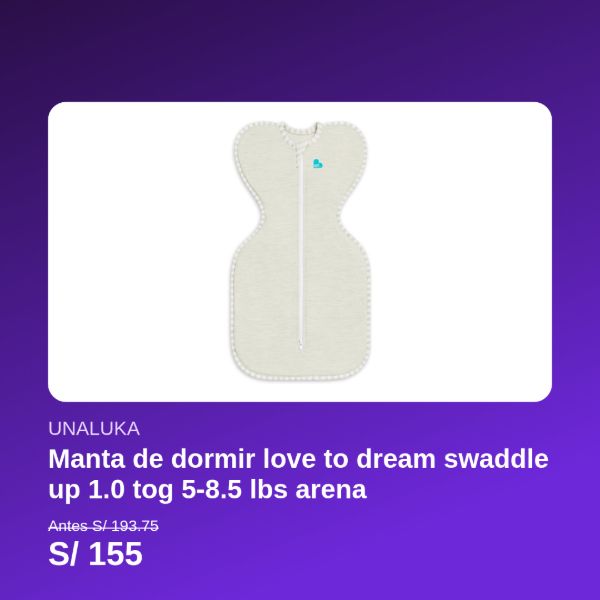 UNALUKA
Manta de dormir love to dream swaddle
up 1.0 tog 5-8.5 lbs arena
Antes S/ 193.75
S/ 155